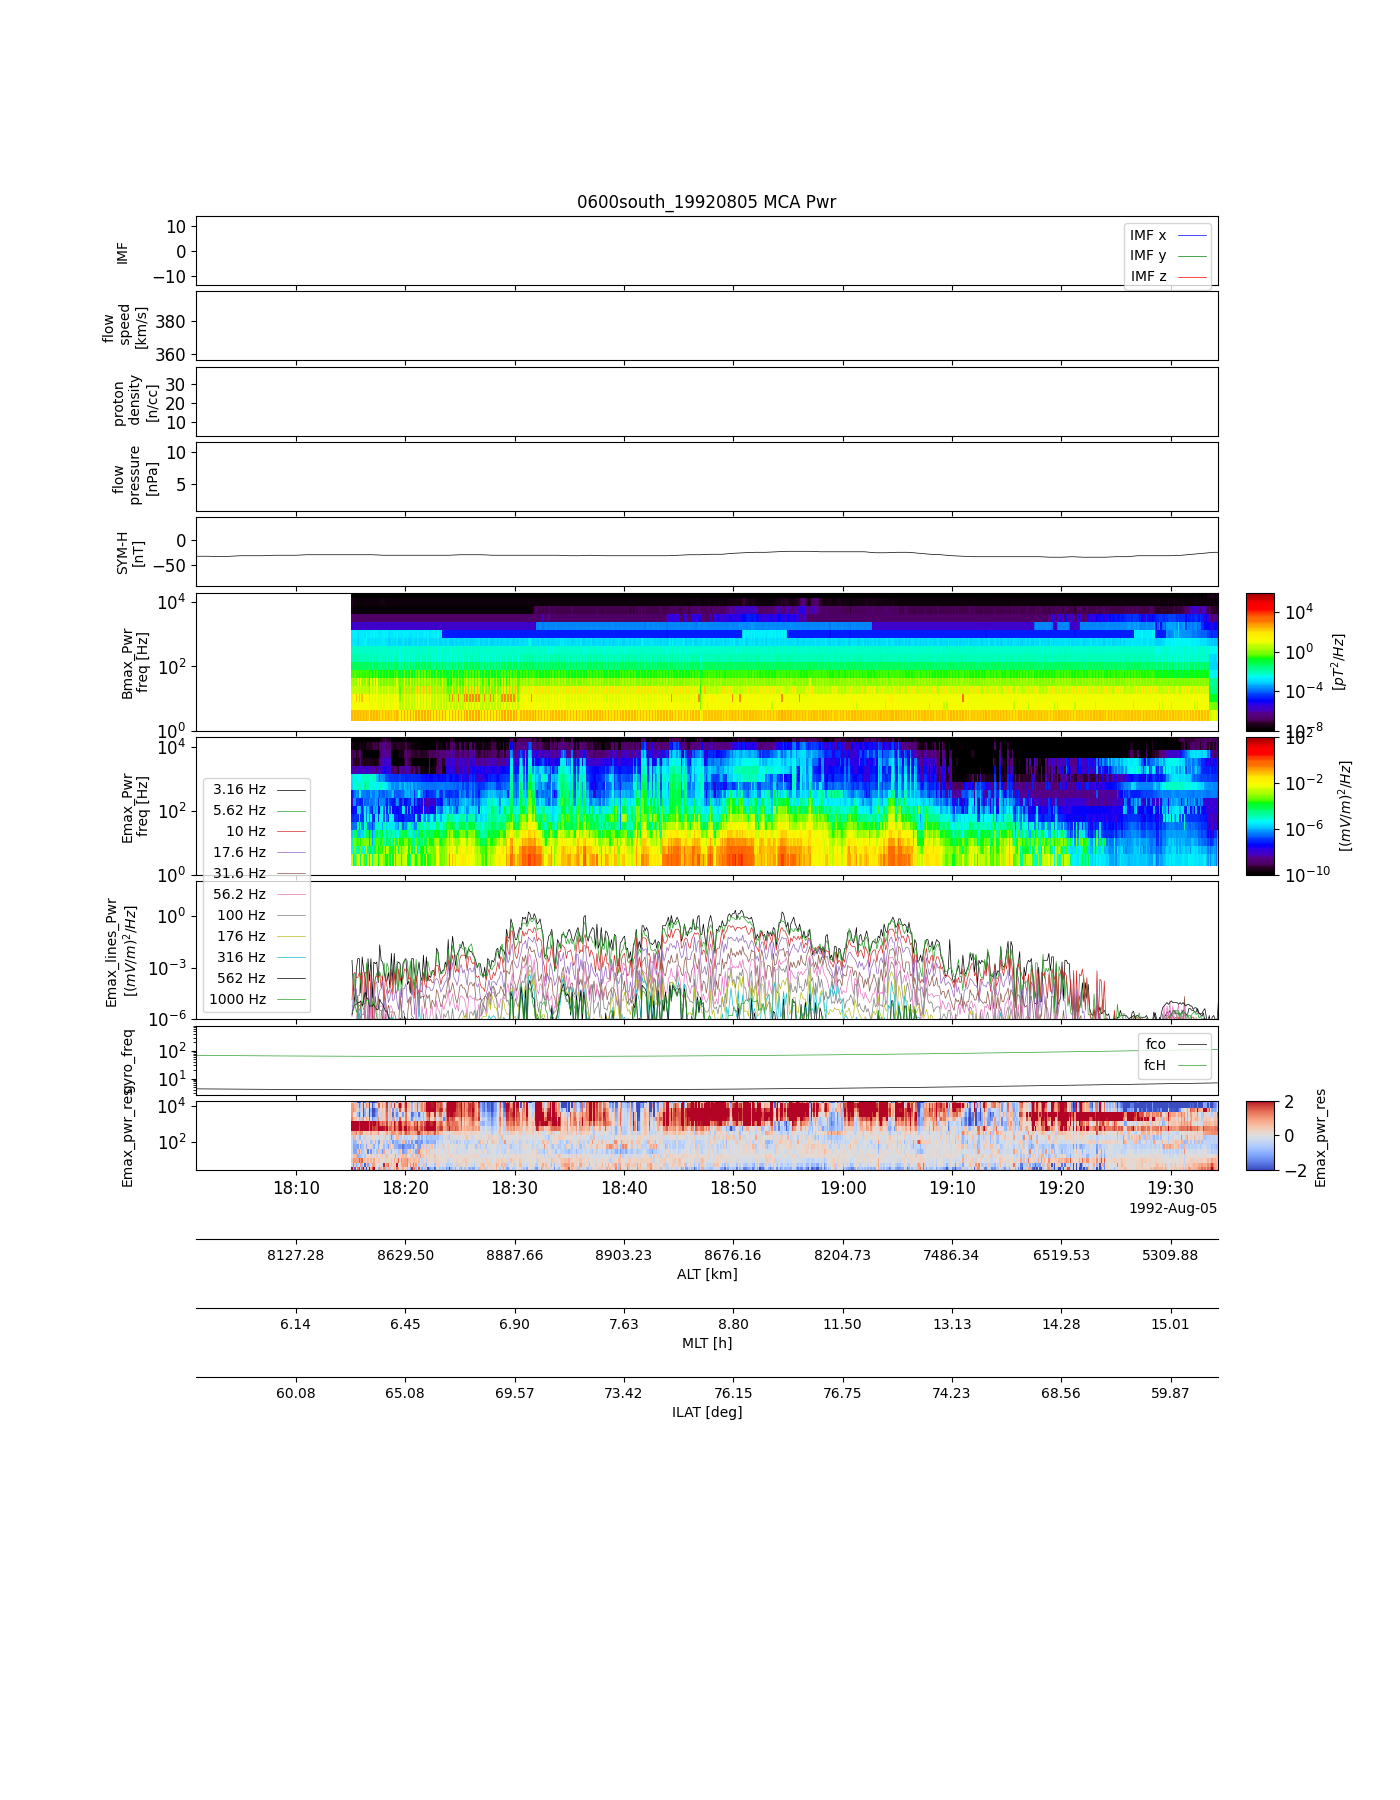 0600south_19920805 MCA Pwr
10
0
−10
IMF
IMF x
IMF y
IMF z
380
360
flow
speed
[km/s]
30
20
10
proton
density
[n/cc]
10
5
flow
pressure
[nPa]
0
−50
SYM-H
[nT]
10^4
10^2
10^0
Bmax_Pwr
freq [Hz]
10^4
10^0
10^−4
10^−8
[pT^2/Hz]
10^4
10^2
10^0
Emax_Pwr
freq [Hz]
10^2
10^−2
10^−6
10^−10
[(mV/m)^2/Hz]
3.16 Hz
5.62 Hz
10 Hz
17.6 Hz
31.6 Hz
56.2 Hz
100 Hz
176 Hz
316 Hz
562 Hz
1000 Hz
10^0
10^−3
10^−6
Emax_lines_Pwr
[(mV/m)^2/Hz]
10^2
10^1
gyro_freq
fco
fcH
10^4
10^2
Emax_pwr_res
2
0
−2
Emax_pwr_res
18:10 18:20 18:30 18:40 18:50 19:00 19:10 19:20 19:30
1992-Aug-05
8127.28 8629.50 8887.66 8903.23 8676.16 8204.73 7486.34 6519.53 5309.88
ALT [km]
6.14 6.45 6.90 7.63 8.80 11.50 13.13 14.28 15.01
MLT [h]
60.08 65.08 69.57 73.42 76.15 76.75 74.23 68.56 59.87
ILAT [deg]